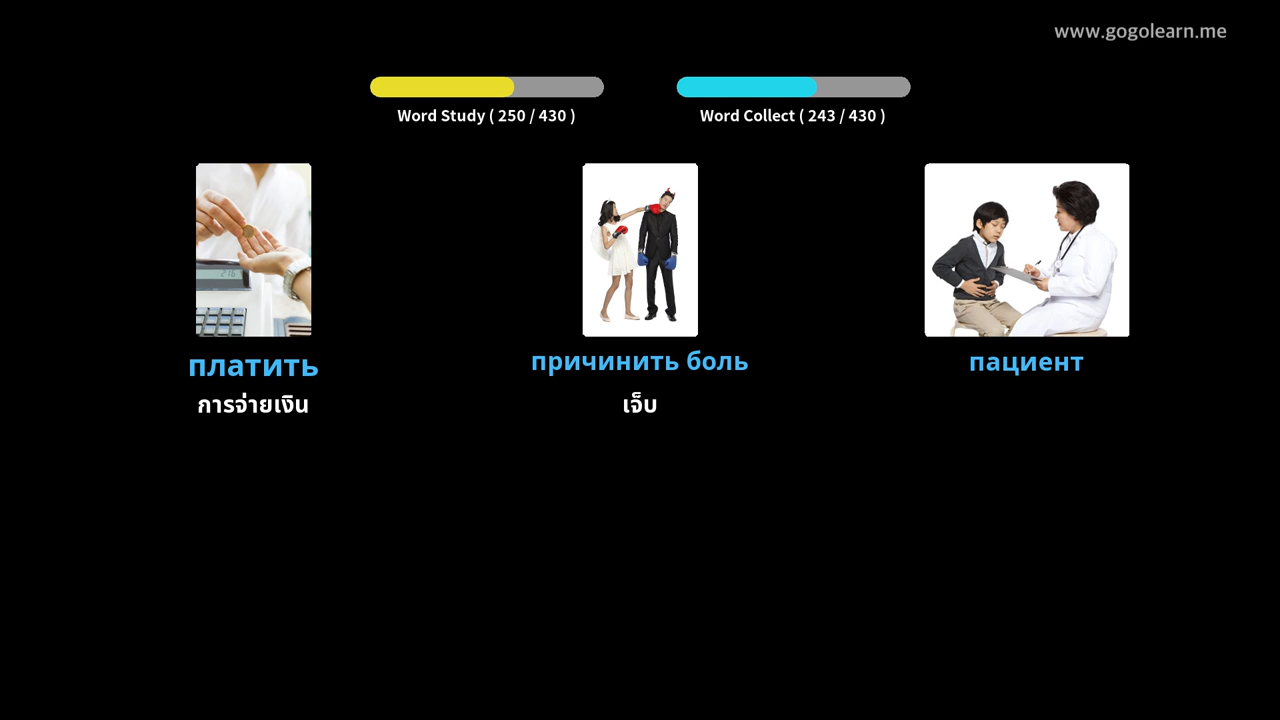 www.gogolearn.me
Word Study ( 250 / 430 )
Word Collect ( 243 / 430 )
216
платить
причинить боль
пациент
การจ่ายเงิน
เจ็บ